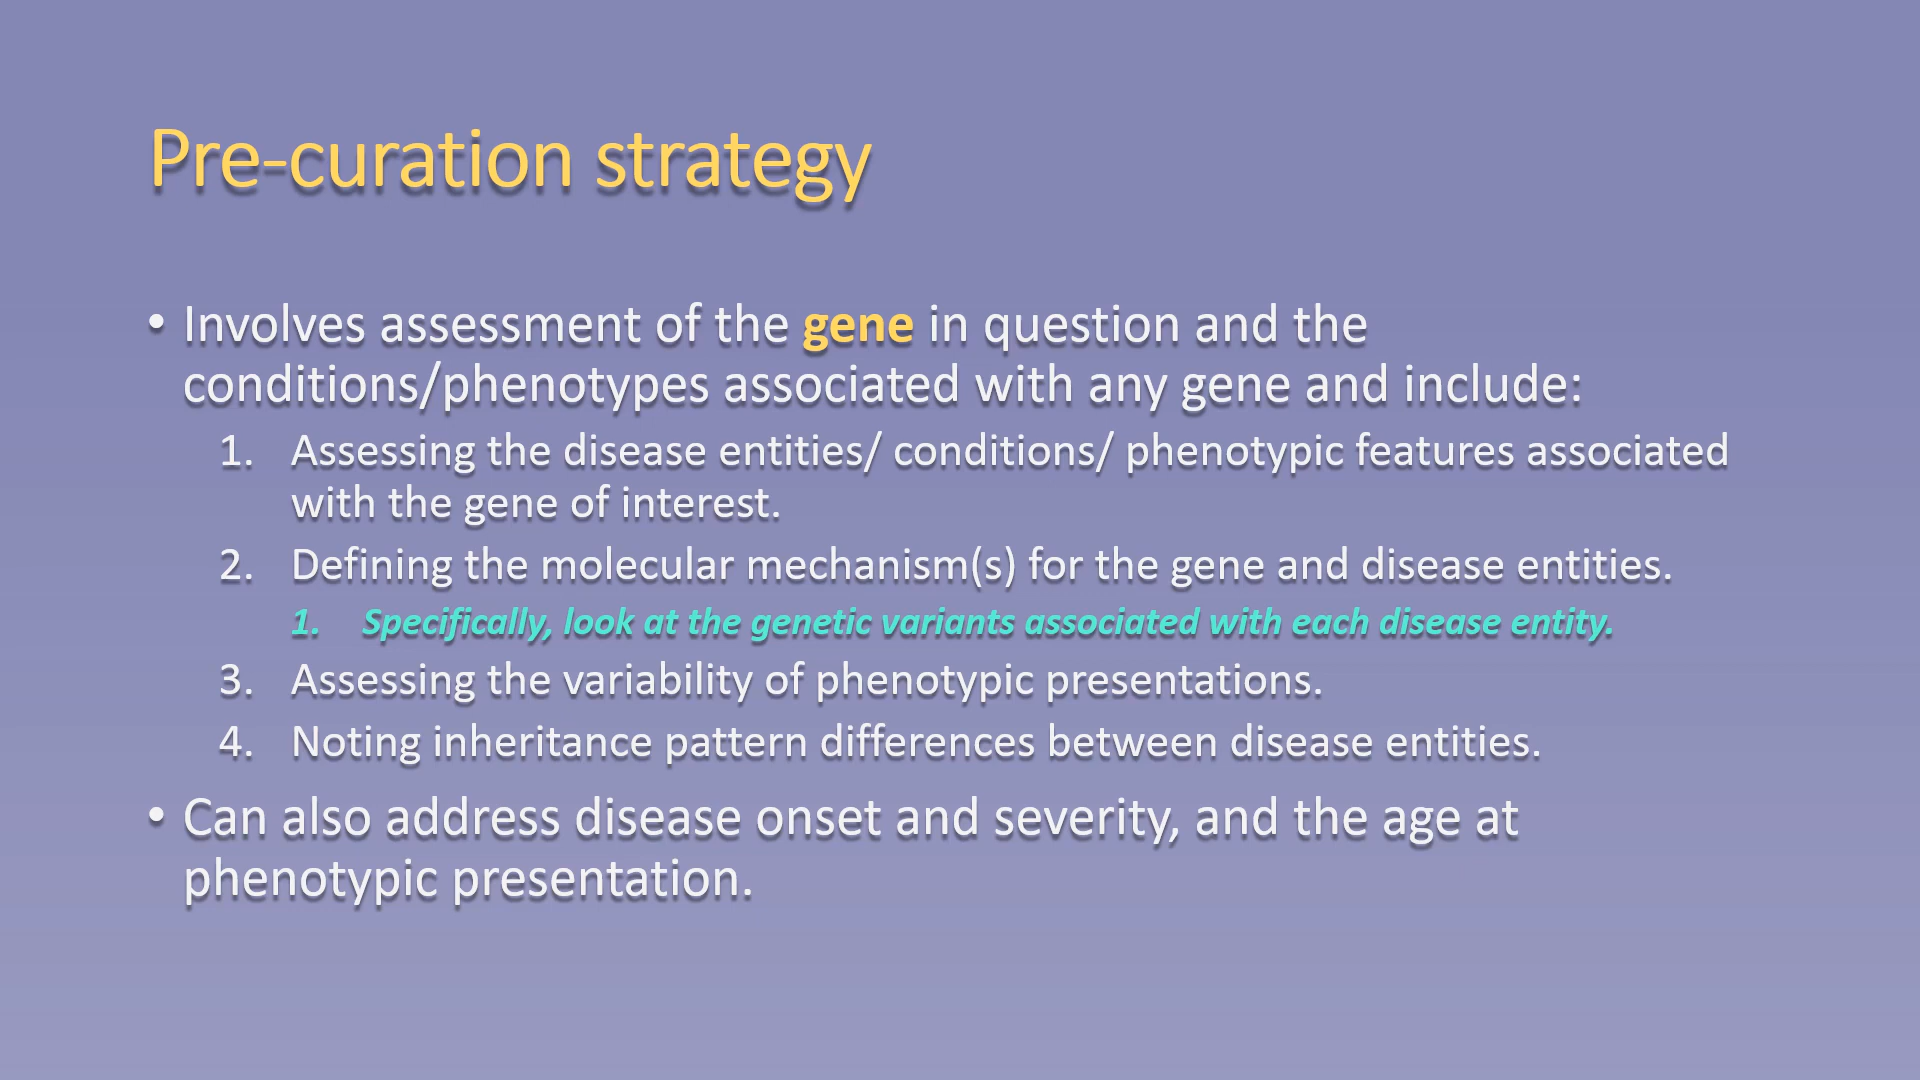 Pre-curation strategy
• Involves assessment of the gene in question and the
conditions/phenotypes associated with any gene and include:
1. Assessing the disease entities/ conditions/ phenotypic features associated
with the gene of interest.
2. Defining the molecular mechanism(s) for the gene and disease entities.
1. Specifically, look at the genetic variants associated with each disease entity.
3. Assessing the variability of phenotypic presentations.
4. Noting inheritance pattern differences between disease entities.
• Can also address disease onset and severity, and the age at
phenotypic presentation.